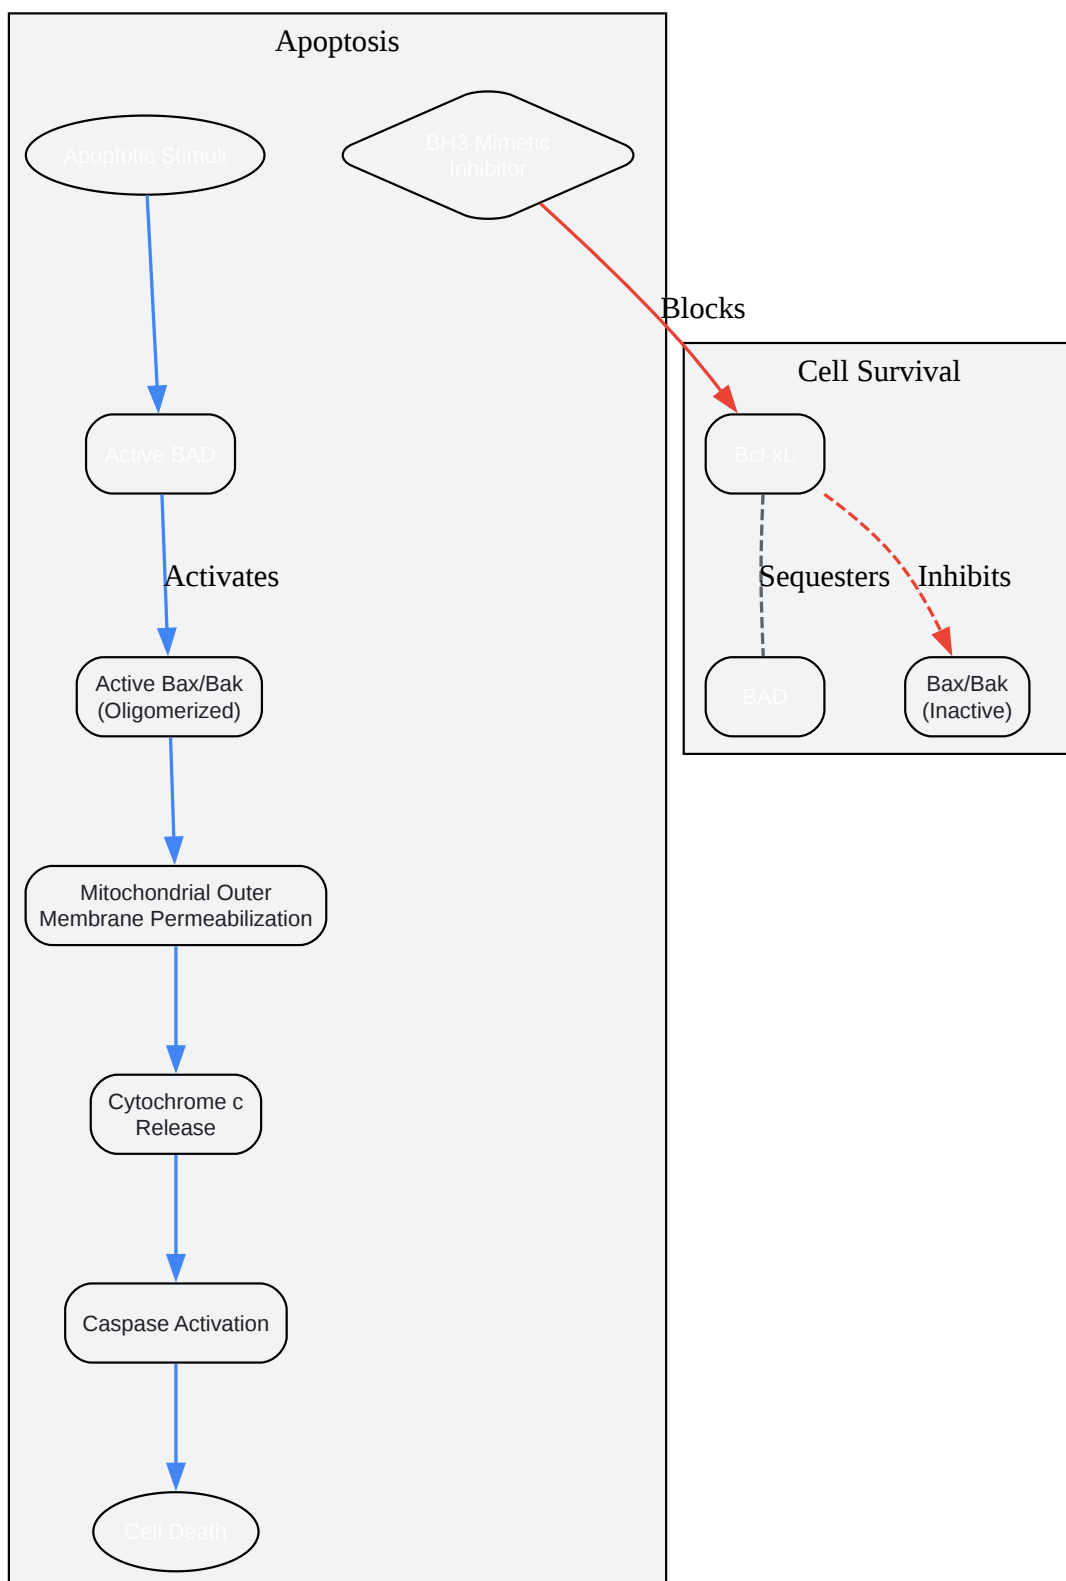 Apoptosis
Apoptotic Stimuli
BH3 Mimetic
Inhibitor
Blocks
Cell Survival
Active BAD
Bcl-xL
Activates
Sequesters
Inhibits
Active Bax/Bak
(Oligomerized)
BAD
Bax/Bak
(Inactive)
Mitochondrial Outer
Membrane Permeabilization
Cytochrome c
Release
Caspase Activation
Cell Death